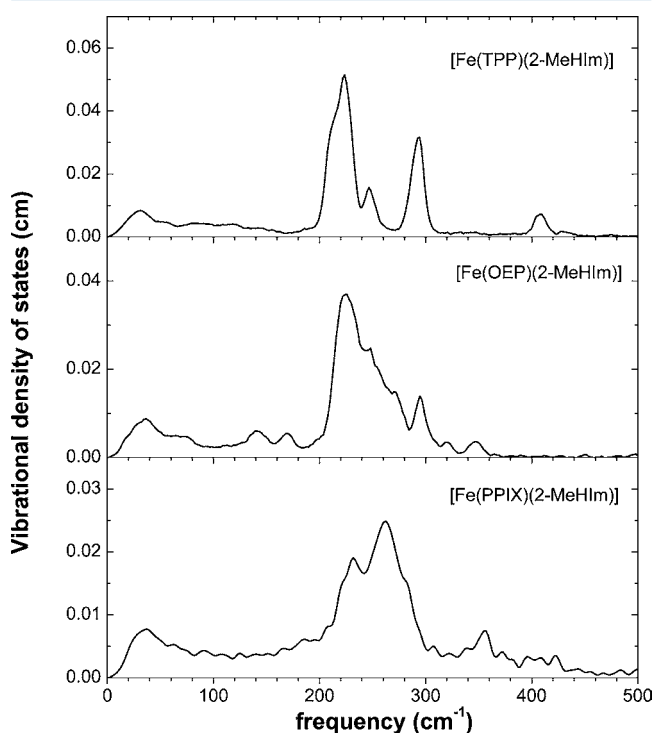 0.06
[Fe(TPP)(2-MeHIm)]
0.04
0.02
0.00
[Fe(OEP)(2-MeHIm)]
0.04
0.02
0.00
[Fe(PPIX)(2-MeHIm)]
0.03
0.02
0.01
0.00
0 100 200 300 400 500
frequency (cm⁻¹)
Vibrational density of states (cm)